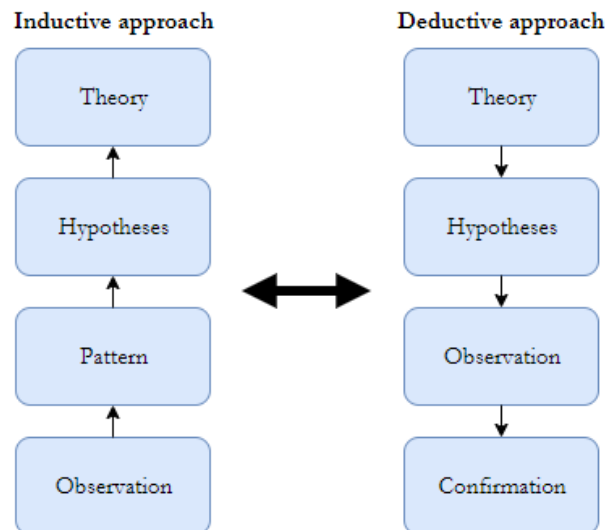 Inductive approach
Theory
Hypotheses
Pattern
Observation
Deductive approach
Theory
Hypotheses
Observation
Confirmation